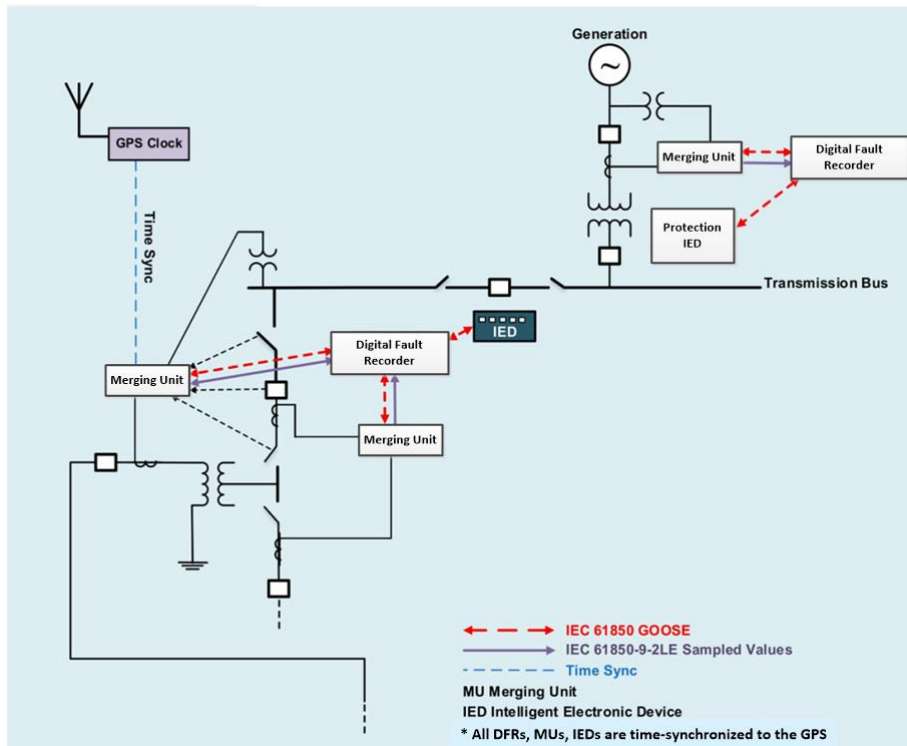 Generation
GPS Clock
Merging Unit
Digital Fault
Recorder
Time Sync
Protection
IED
Transmission Bus
IED
Digital Fault
Recorder
Merging Unit
Merging Unit
IEC 61850 GOOSE
IEC 61850-9-2LE Sampled Values
Time Sync
MU Merging Unit
IED Intelligent Electronic Device
* All DFRs, MUs, IEDs are time-synchronized to the GPS